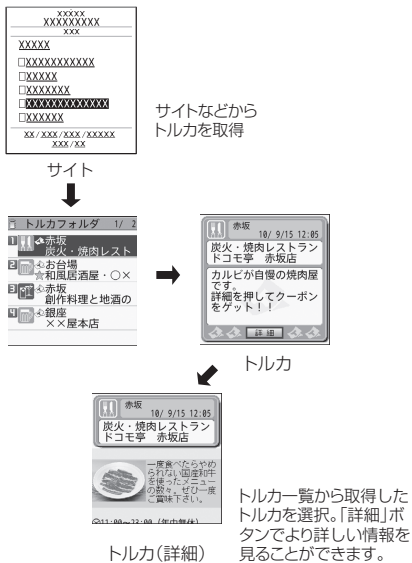 XXXXX
XXXXXXXXX
XXX
XXXXX
□XXXXXXXXXXX
□XXXXX
□XXXXXXX
□XXXXXXXXXXXXX
□XXXXXX
XX/XXX/XXX/XXXXX
XXX/XX
サイトなどから
トルカを取得
サイト
トルカフォルダ 1/ 2
1 赤坂
炭火・焼肉レスト
2 お台場
☆和風居酒屋・○×
3 赤坂
創作料理と地酒の
4 銀座
××屋本店
赤坂
10/ 9/15 12:05
炭火・焼肉レストラン
ドコモ亭 赤坂店
カルビが自慢の焼肉屋
です。
詳細を押してクーポン
をゲット！！
詳細
トルカ
赤坂
10/ 9/15 12:05
炭火・焼肉レストラン
ドコモ亭 赤坂店
一度食べたらやめ
られない国産和牛
を使ったメニュー
の数々。ぜひ一度
ご賞味下さい。
11:00〜23:00 (年中無休)
トルカ（詳細）
トルカ一覧から取得した
トルカを選択。「詳細」ボ
タンでより詳しい情報を
見ることができます。